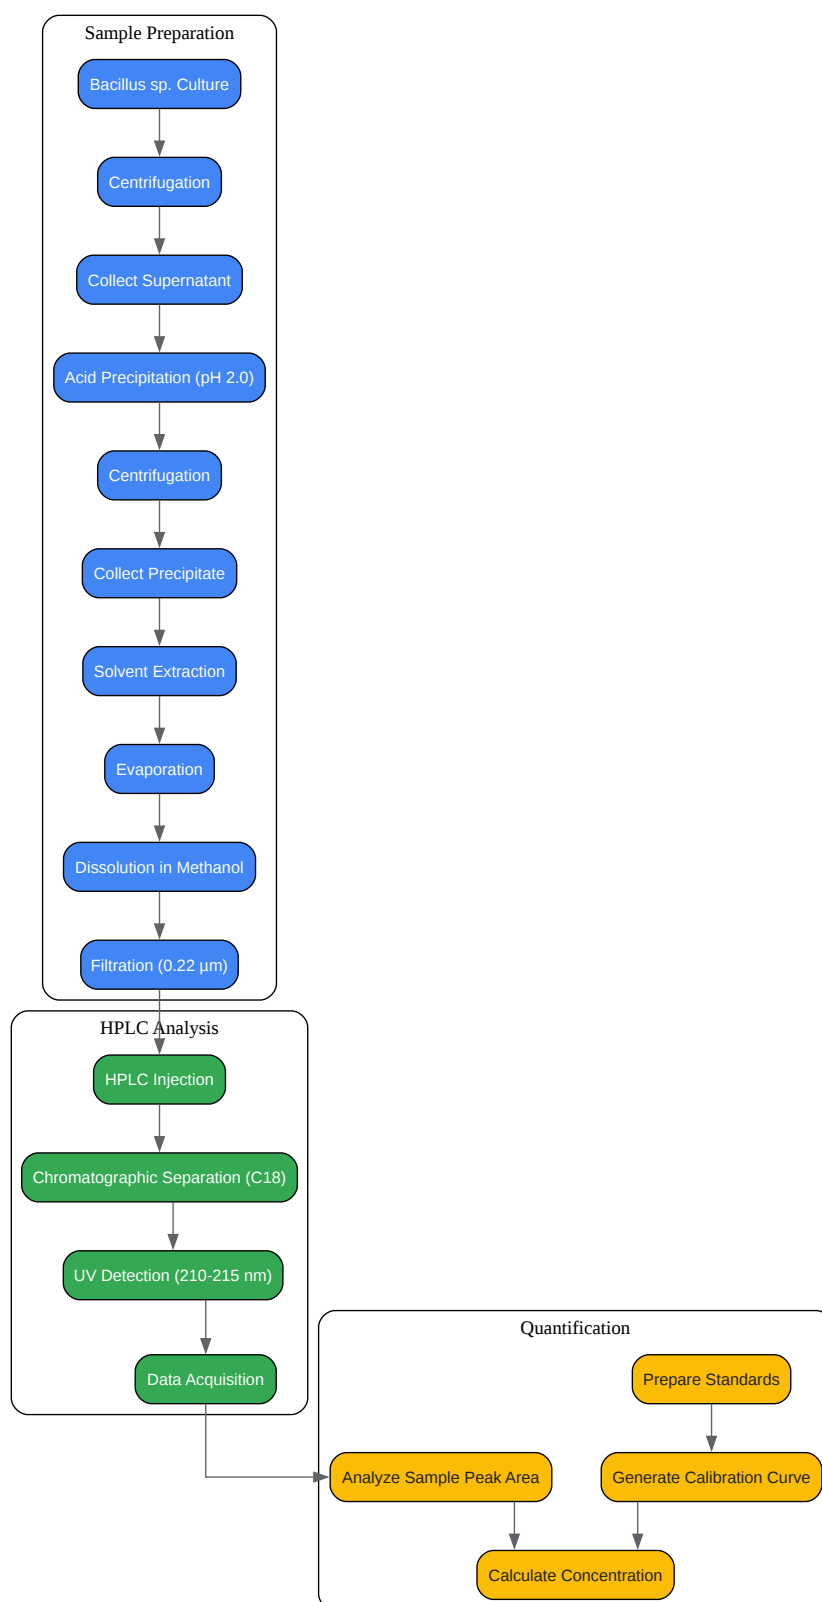 Sample Preparation
Bacillus sp. Culture
Centrifugation
Collect Supernatant
Acid Precipitation (pH 2.0)
Centrifugation
Collect Precipitate
Solvent Extraction
Evaporation
Dissolution in Methanol
Filtration (0.22 µm)
HPLC Analysis
HPLC Injection
Chromatographic Separation (C18)
UV Detection (210-215 nm)
Data Acquisition
Quantification
Prepare Standards
Analyze Sample Peak Area
Generate Calibration Curve
Calculate Concentration